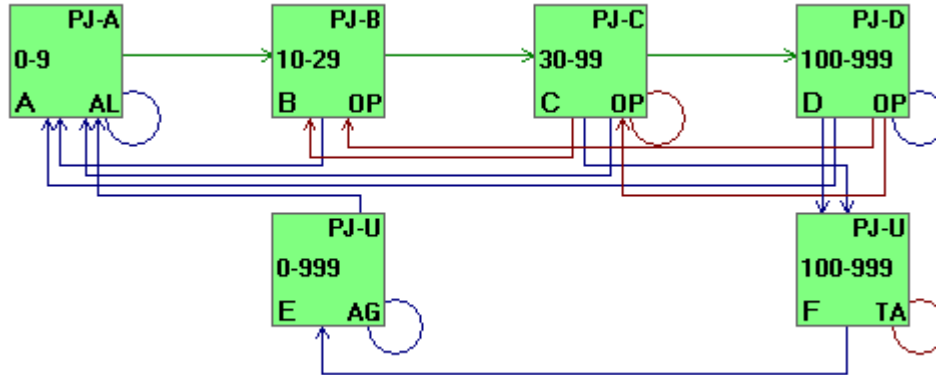 PJ-A
0-9
A AL
PJ-B
10-29
B OP
PJ-C
30-99
C OP
PJ-D
100-999
D OP
PJ-U
0-999
E AG
PJ-U
100-999
F TA